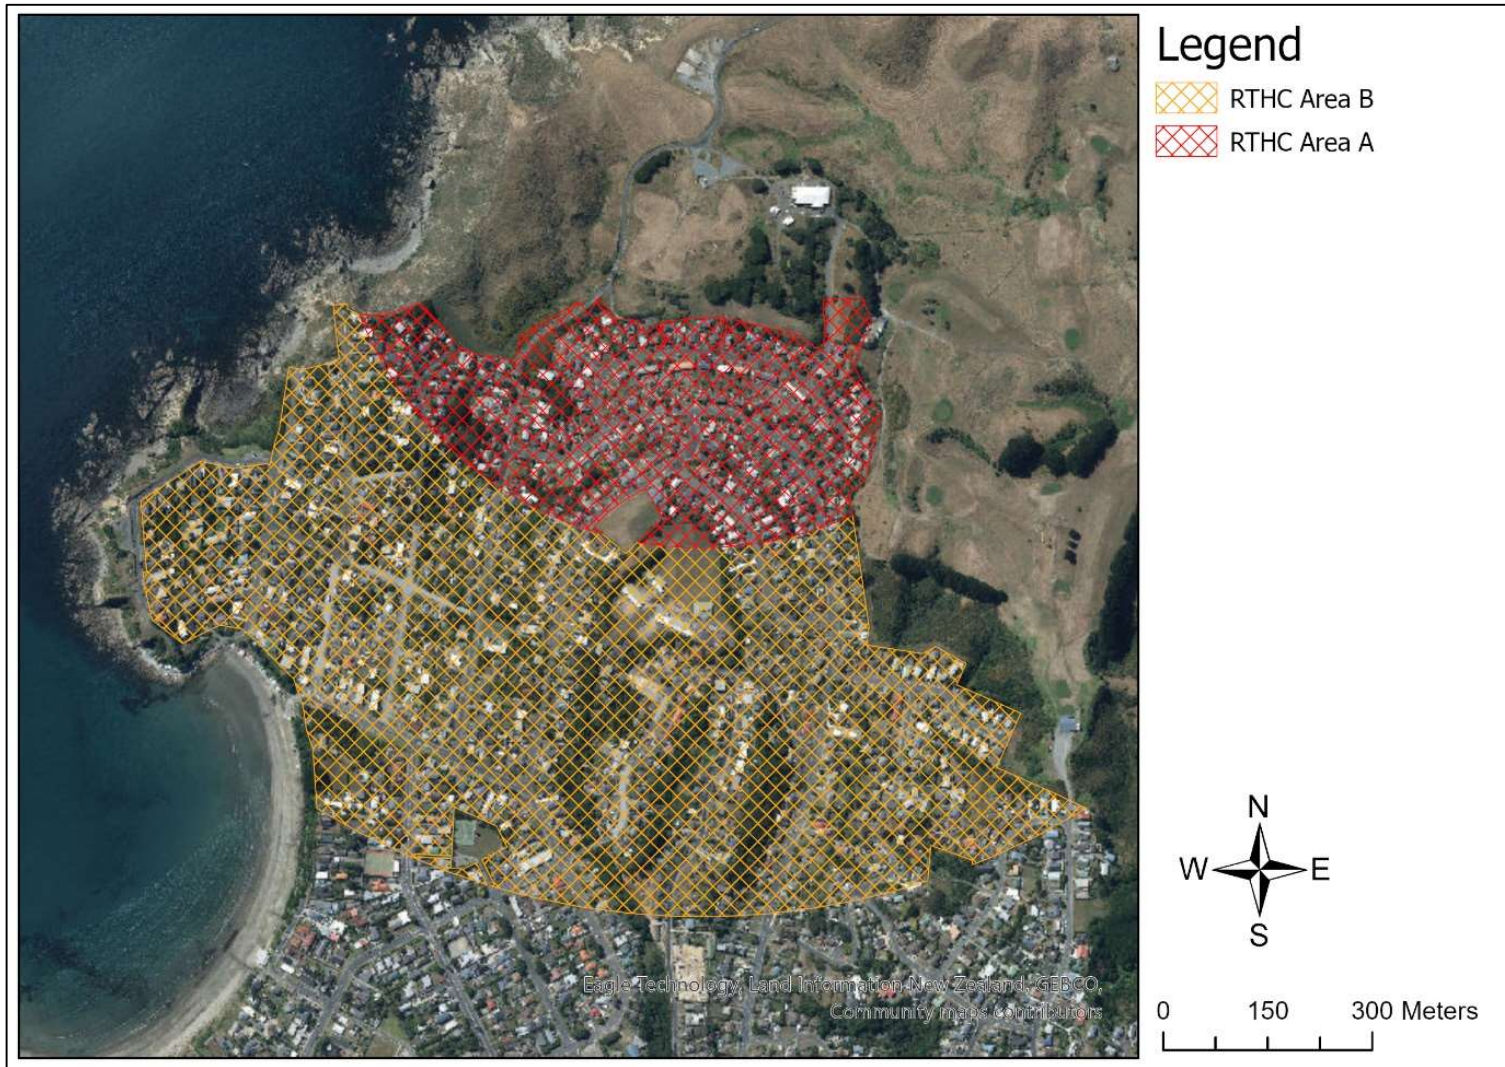 Legend
RTHC Area B
RTHC Area A
N
W E
S
Eagle Technology, Land Information New Zealand, GEBCO,
Community maps contributors
0 150 300 Meters